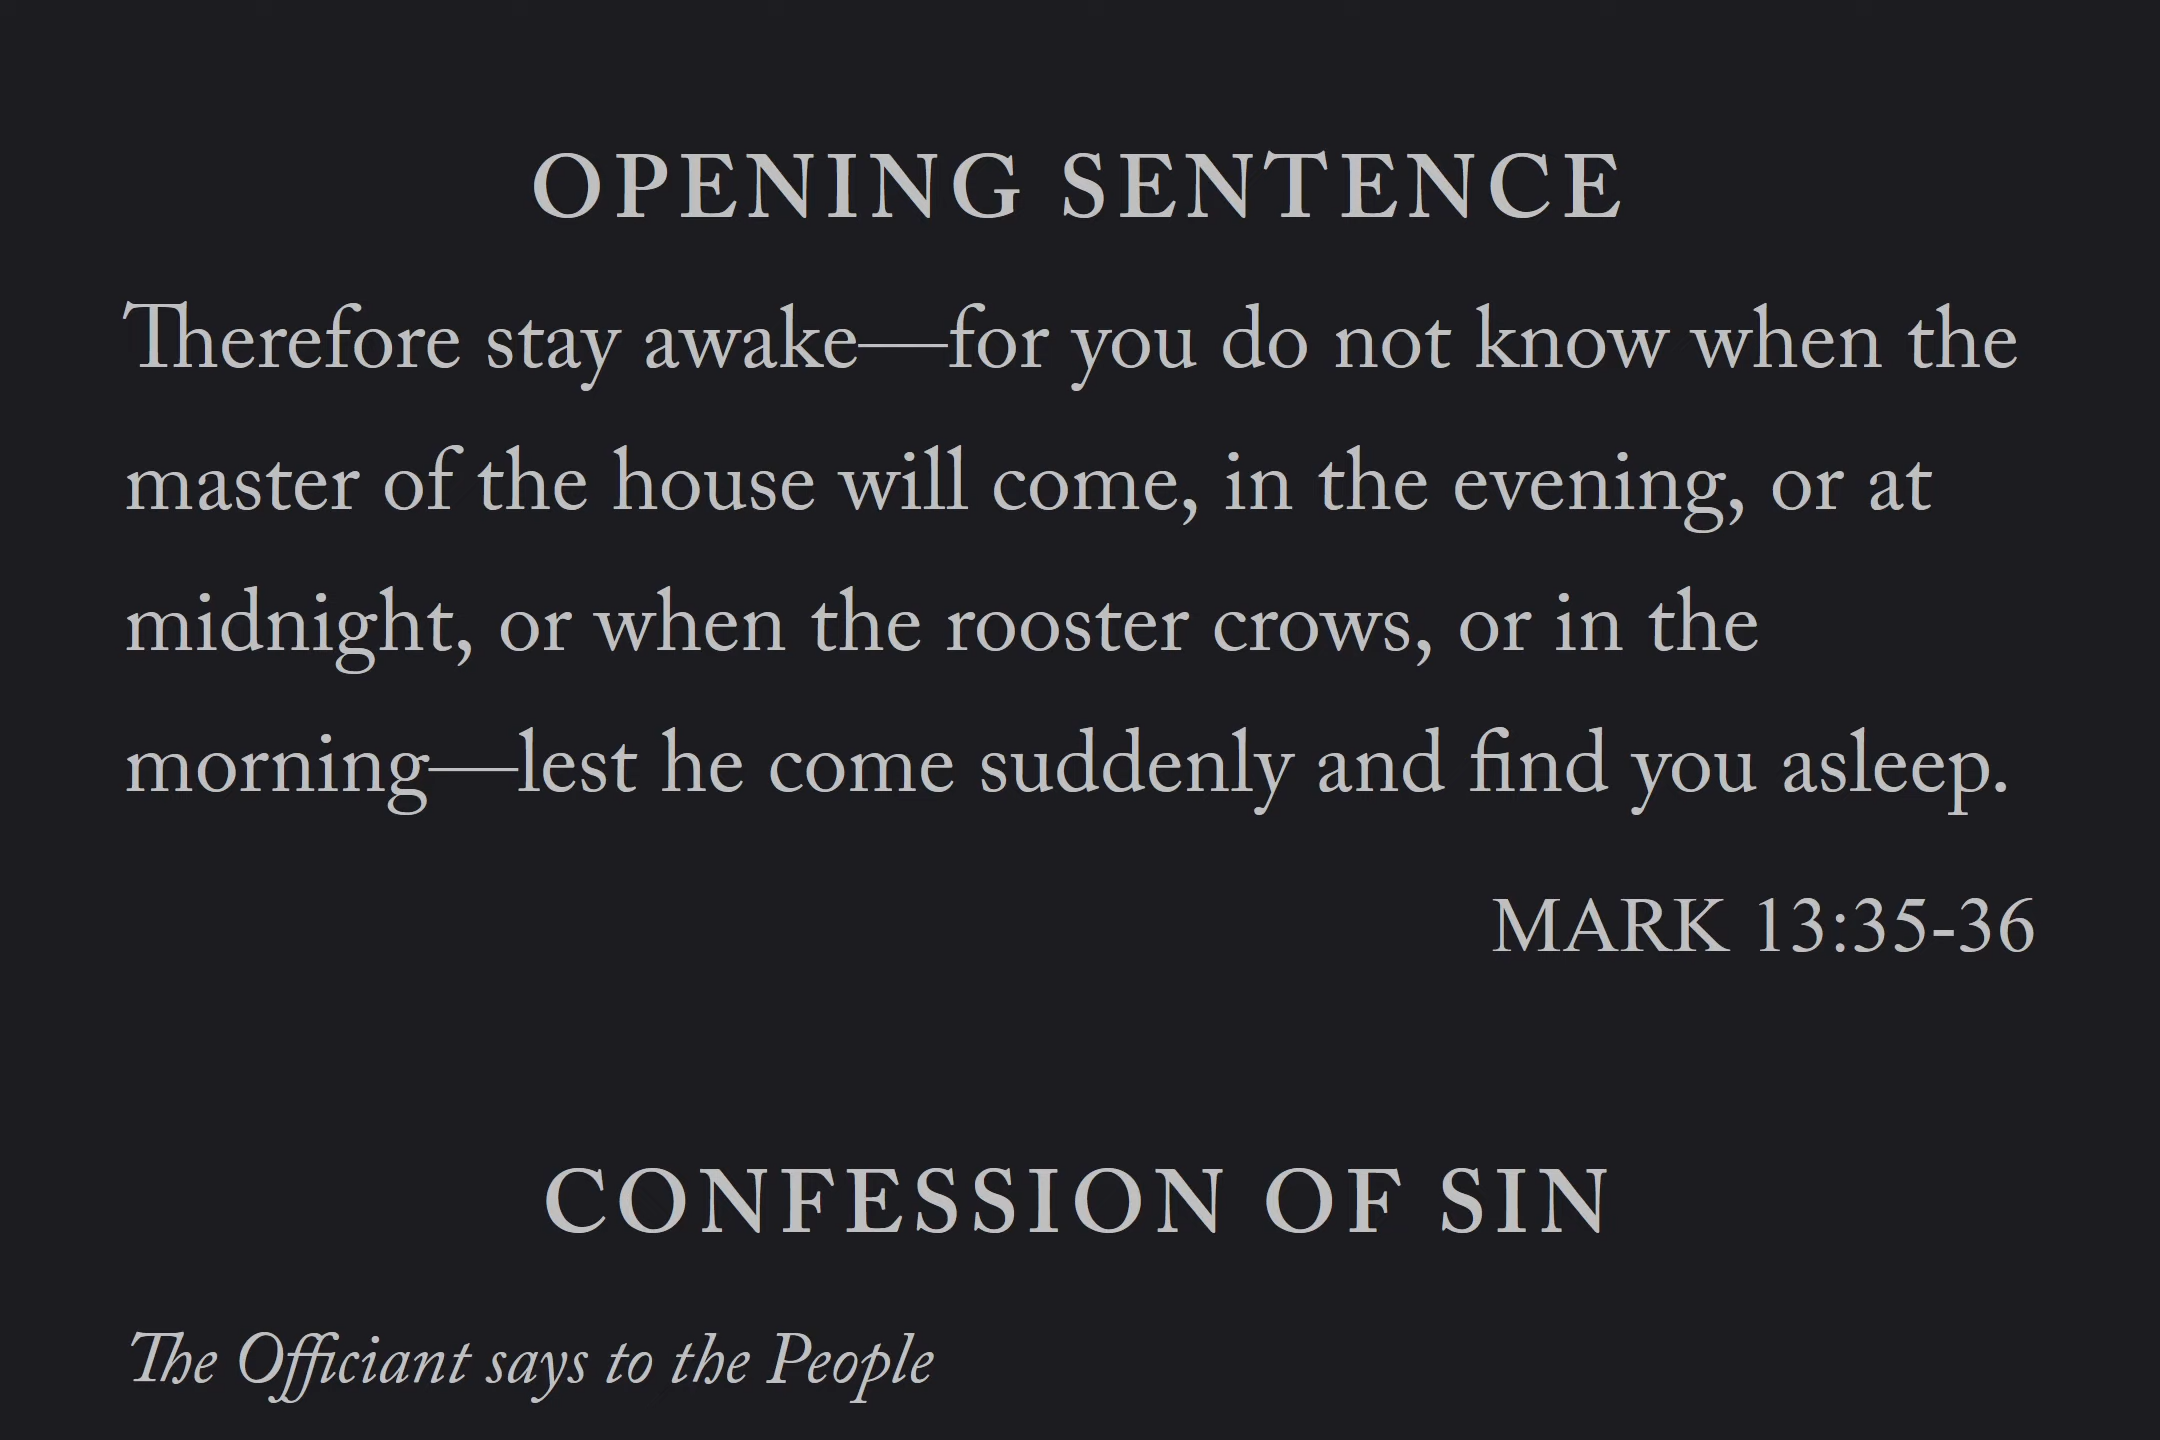 OPENING SENTENCE
Therefore stay awake—for you do not know when the
master of the house will come, in the evening, or at
midnight, or when the rooster crows, or in the
morning—lest he come suddenly and find you asleep.
MARK 13:35-36
CONFESSION OF SIN
The Officiant says to the People